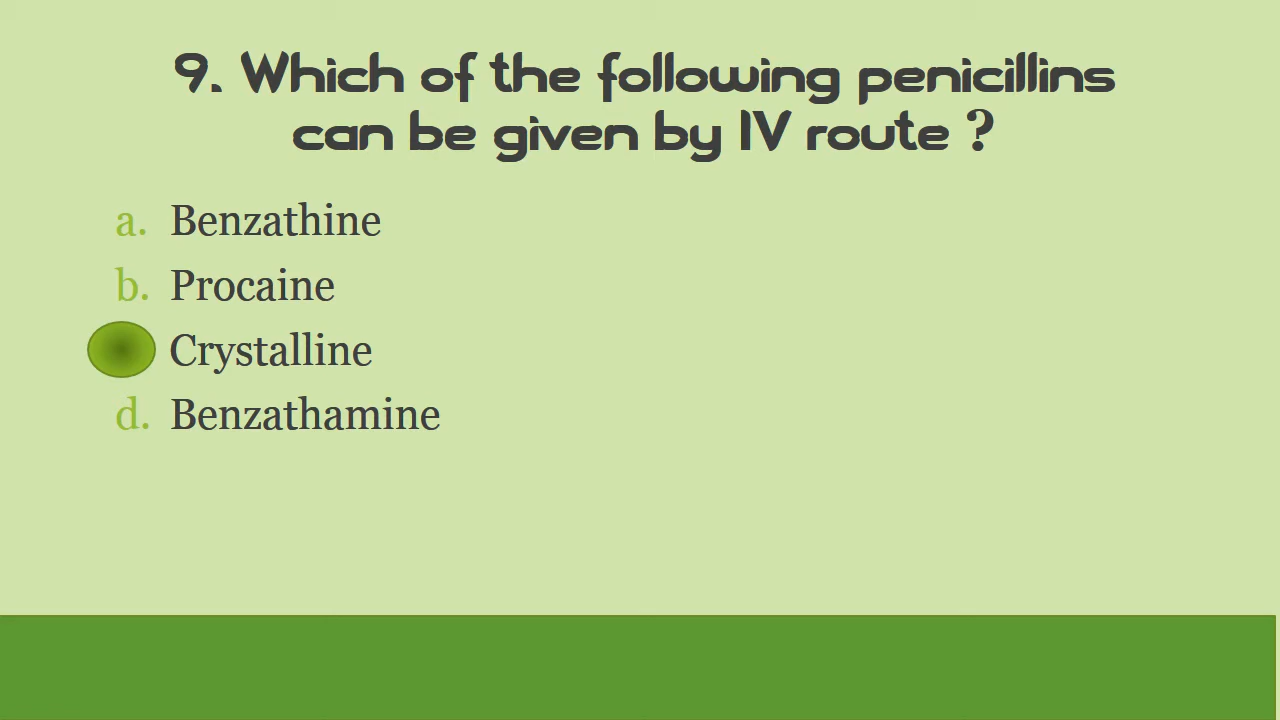 9. Which of the following penicillins
can be given by IV route ?
a. Benzathine
b. Procaine
Crystalline
d. Benzathamine